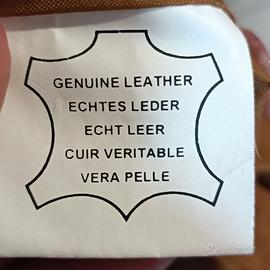 GENUINE LEATHER
ECHTES LEDER
ECHT LEER
CUIR VERITABLE
VERA PELLE